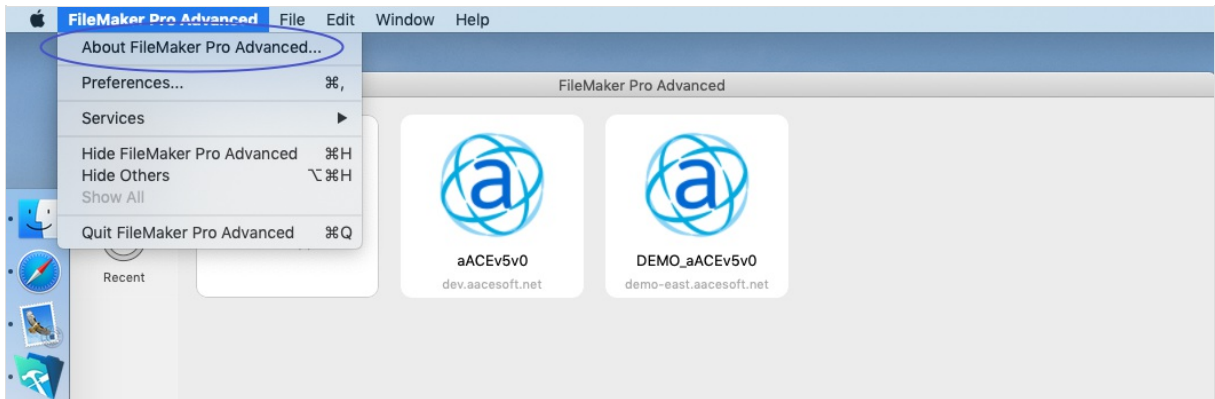 FileMaker Pro Advanced File Edit Window Help
About FileMaker Pro Advanced...
Preferences... ⌘,
Services ▶
Hide FileMaker Pro Advanced ⌘H
Hide Others ⌥⌘H
Show All
Quit FileMaker Pro Advanced ⌘Q
FileMaker Pro Advanced
Recent
a
aACEv5v0
dev.aacesoft.net
a
DEMO_aACEv5v0
demo-east.aacesoft.net